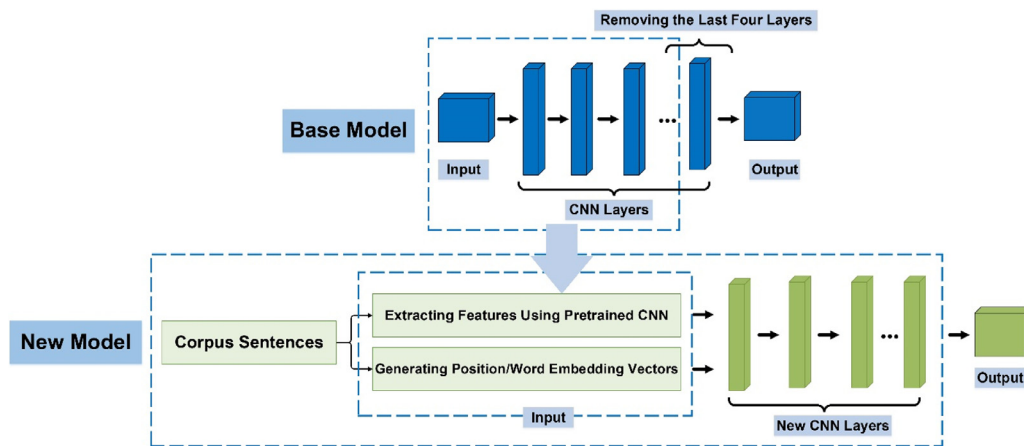 Removing the Last Four Layers
Base Model
...
Input
Output
CNN Layers
New Model
Corpus Sentences
Extracting Features Using Pretrained CNN
Generating Position/Word Embedding Vectors
Input
...
New CNN Layers
Output